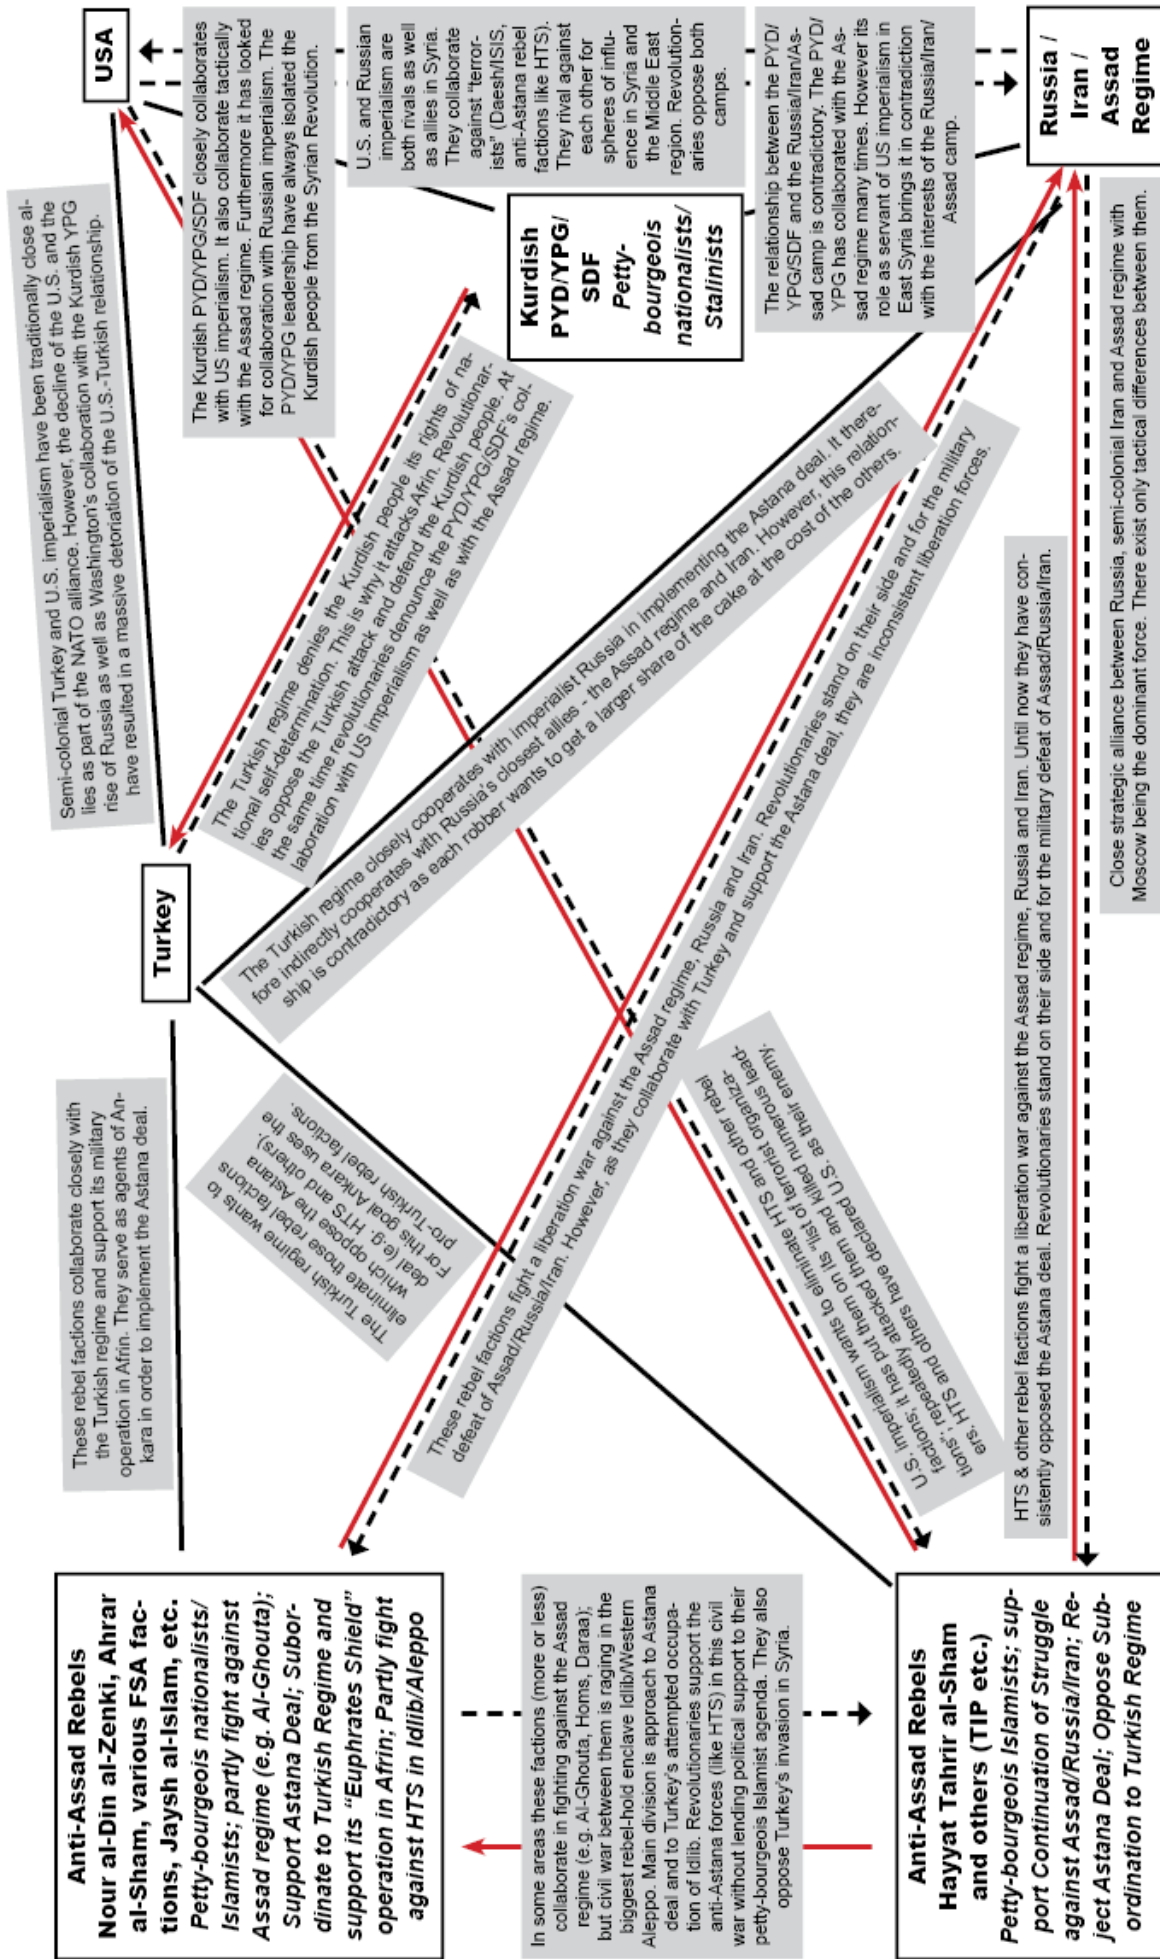 Anti-Assad Rebels
Nour al-Din al-Zenki, Ahrar
al-Sham, various FSA fac-
tions, Jaysh al-Islam, etc.
Petty-bourgeois nationalists/
Islamists; partly fight against
Assad regime (e.g. Al-Ghouta);
Support Astana Deal; Subor-
dinate to Turkish Regime and
support its “Euphrates Shield”
operation in Afrin; Partly fight
against HTS in Idlib/Aleppo
These rebel factions collaborate closely with
the Turkish regime and support its military
operation in Afrin. They serve as agents of An-
kara in order to implement the Astana deal.
Turkey
Semi-colonial Turkey and U.S. imperialism have been traditionally close al-
lies as part of the NATO alliance. However, the decline of the U.S. and the
rise of Russia as well as Washington's collaboration with the Kurdish YPG
have resulted in a massive detoriation of the U.S.-Turkish relationship.
USA
The Kurdish PYD/YPG/SDF closely collaborates
with US imperialism. It also collaborate tactically
with the Assad regime. Furthermore it has looked
for collaboration with Russian imperialism. The
PYD/YPG leadership have always isolated the
Kurdish people from the Syrian Revolution.
The Turkish regime denies the Kurdish people its rights of na-
tional self-determination. This is why it attacks Afrin. Revolutionar-
ies oppose the Turkish attack and defend the Kurdish people. At
the same time revolutionaries denounce the PYD/YPG/SDF's col-
laboration with US imperialism as well as with the Assad regime.
U.S. and Russian
imperialism are
both rivals as well
as allies in Syria.
They collaborate
against “terror-
ists” (Daesh/ISIS,
anti-Astana rebel
factions like HTS).
They rival against
each other for
spheres of influ-
ence in Syria and
the Middle East
region. Revolution-
aries oppose both
camps.
Kurdish
PYD/YPG/
SDF
Petty-
bourgeois
nationalists/
Stalinists
The Turkish regime wants to
eliminate those rebel factions
which oppose the Astana
deal (e.g. HTS and others).
For this goal Ankara uses the
pro-Turkish rebel factions.
The Turkish regime closely cooperates with imperialist Russia in implementing the Astana deal. It there-
fore indirectly cooperates with Russia's closest allies - the Assad regime and Iran. However, this relation-
ship is contradictory as each robber wants to get a larger share of the cake at the cost of the others.
The relationship between the PYD/
YPG/SDF and the Russia/Iran/As-
sad camp is contradictory. The PYD/
YPG has collaborated with the As-
sad regime many times. However its
role as servant of US imperialism in
East Syria brings it in contradiction
with the interests of the Russia/Iran/
Assad camp.
These rebel factions fight a liberation war against the Assad regime, Russia and Iran. Revolutionaries stand on their side and for the military
defeat of Assad/Russia/Iran. However, as they collaborate with Turkey and support the Astana deal, they are inconsistent liberation forces.
In some areas these factions (more or less)
collaborate in fighting against the Assad
regime (e.g. Al-Ghouta, Homs, Daraa);
but civil war between them is raging in the
biggest rebel-hold enclave Idlib/Western
Aleppo. Main division is approach to Astana
deal and to Turkey's attempted occupa-
tion of Idlib. Revolutionaries support the
anti-Astana forces (like HTS) in this civil
war without lending political support to their
petty-bourgeois Islamist agenda. They also
oppose Turkey's invasion in Syria.
U.S. imperialism wants to eliminate HTS and other rebel
factions; it has put them on its “list of terrorist organiza-
tions”; repeatedly attacked them and killed numerous lead-
ers. HTS and others have declared U.S. as their enemy.
Anti-Assad Rebels
Hayyat Tahrir al-Sham
and others (TIP etc.)
Petty-bourgeois Islamists; sup-
port Continuation of Struggle
against Assad/Russia/Iran; Re-
ject Astana Deal; Oppose Sub-
ordination to Turkish Regime
HTS & other rebel factions fight a liberation war against the Assad regime, Russia and Iran. Until now they have con-
sistently opposed the Astana deal. Revolutionaries stand on their side and for the military defeat of Assad/Russia/Iran.
Russia /
Iran /
Assad
Regime
Close strategic alliance between Russia, semi-colonial Iran and Assad regime with
Moscow being the dominant force. There exist only tactical differences between them.